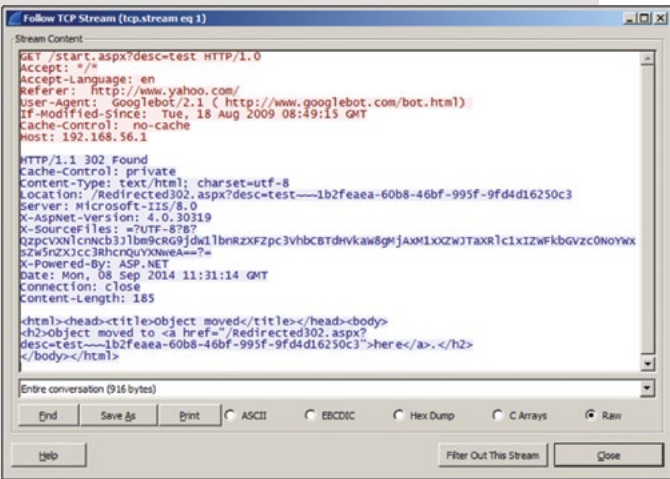 Follow TCP Stream (tcp.stream eq 1)
Stream Content
GET /start.aspx?desc=test HTTP/1.0
Accept: */*
Accept-Language: en
Referer: http://www.yahoo.com/
User-Agent: Googlebot/2.1 ( http://www.googlebot.com/bot.html)
If-Modified-Since: Tue, 18 Aug 2009 08:49:15 GMT
Cache-Control: no-cache
Host: 192.168.56.1
HTTP/1.1 302 Found
Cache-Control: private
Content-Type: text/html; charset=utf-8
Location: /Redirected302.aspx?desc=test~~~1b2feaea-60b8-46bf-995f-9fd4d16250c3
Server: Microsoft-IIS/8.0
X-AspNet-Version: 4.0.30319
X-SourceFiles: =?UTF-8?B?
X-Powered-By: ASP.NET
Date: Mon, 08 Sep 2014 11:31:14 GMT
Connection: close
Content-Length: 185
<html><head><title>Object moved</title></head><body>
<h2>Object moved to <a href="/Redirected302.aspx?
desc=test~~~1b2feaea-60b8-46bf-995f-9fd4d16250c3">here</a>.</h2>
</body></html>
Entire conversation (916 bytes)
Find Save As Print ASCII EBCDIC Hex Dump C Arrays Raw
Help Filter Out This Stream Close